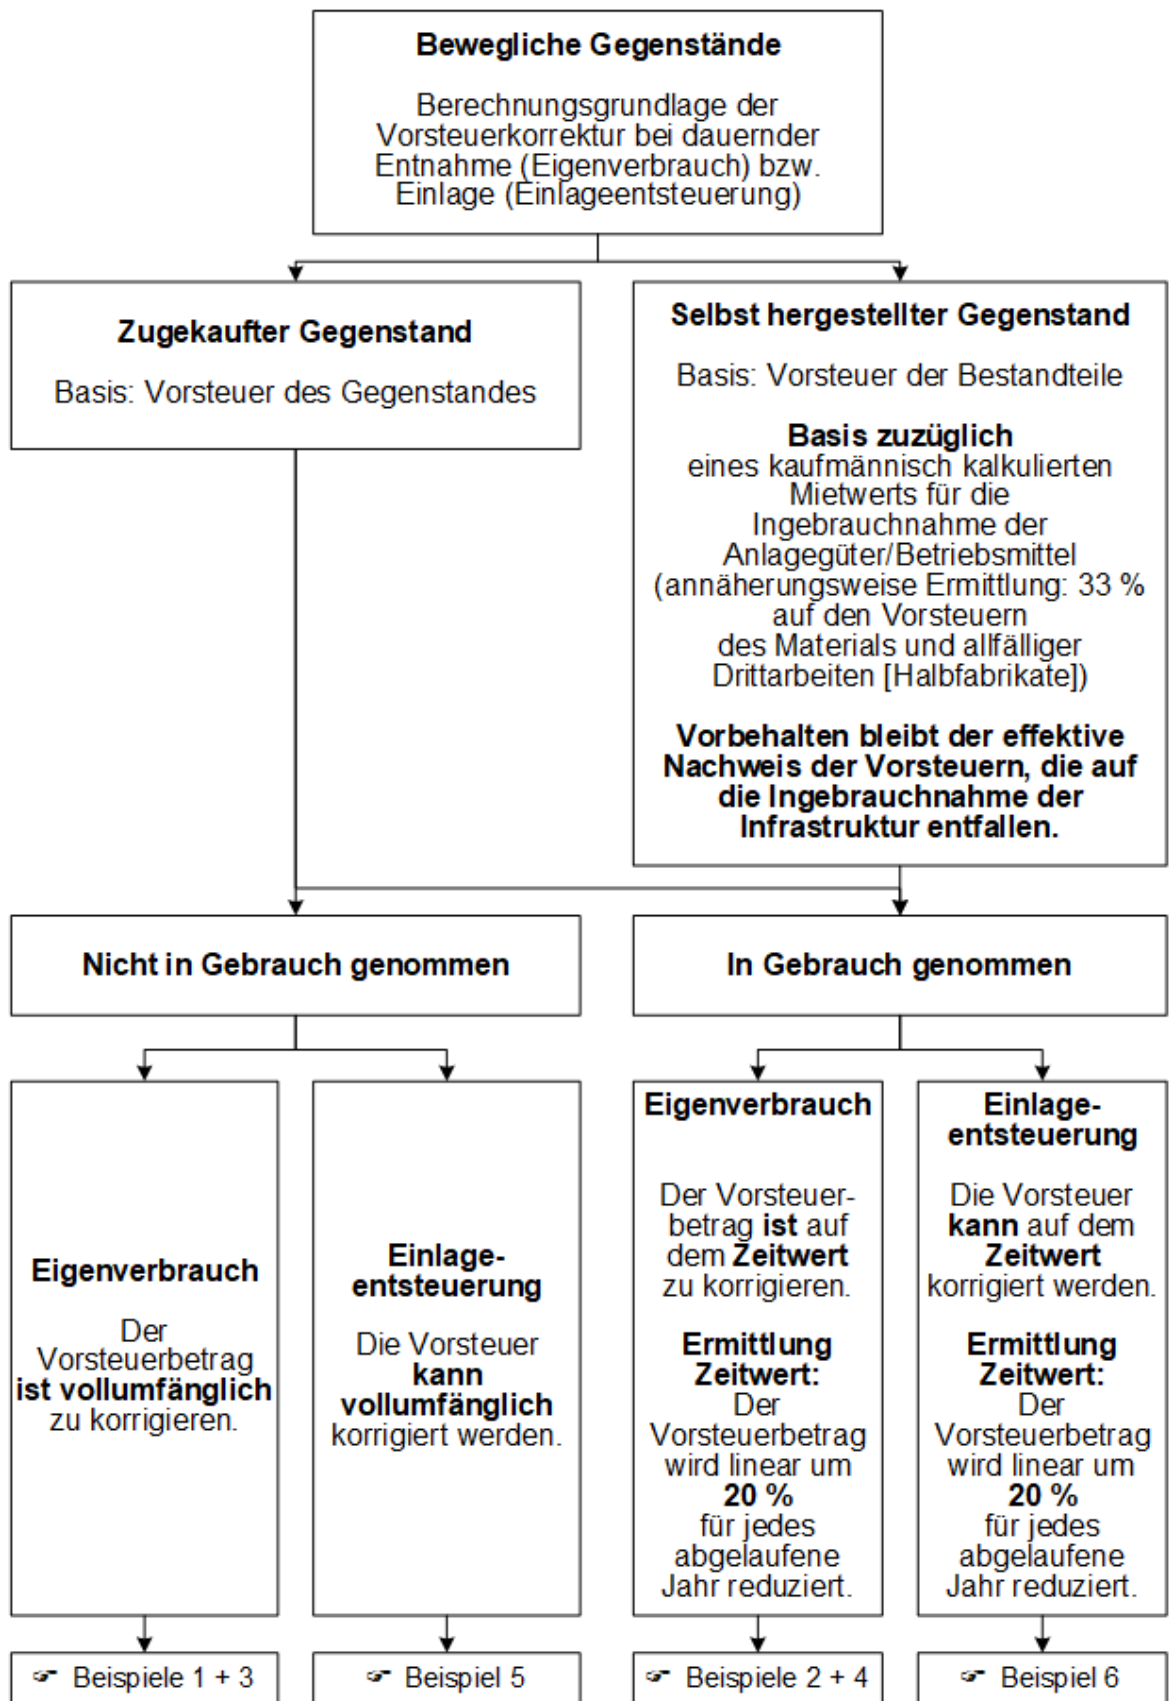 Bewegliche Gegenstände
Berechnungsgrundlage der
Vorsteuerkorrektur bei dauernder
Entnahme (Eigenverbrauch) bzw.
Einlage (Einlageentsteuerung)
Zugekaufter Gegenstand
Basis: Vorsteuer des Gegenstandes
Selbst hergestellter Gegenstand
Basis: Vorsteuer der Bestandteile
Basis zuzüglich
eines kaufmännisch kalkulierten
Mietwerts für die
Ingebrauchnahme der
Anlagegüter/Betriebsmittel
(annäherungsweise Ermittlung: 33 %
auf den Vorsteuern
des Materials und allfälliger
Drittarbeiten [Halbfabrikate])
Vorbehalten bleibt der effektive
Nachweis der Vorsteuern, die auf
die Ingebrauchnahme der
Infrastruktur entfallen.
Nicht in Gebrauch genommen
In Gebrauch genommen
Eigenverbrauch
Der
Vorsteuerbetrag
ist vollumfänglich
zu korrigieren.
Einlage-
entsteuerung
Die Vorsteuer
kann
vollumfänglich
korrigiert werden.
Eigenverbrauch
Der Vorsteuer-
betrag ist auf
dem Zeitwert
zu korrigieren.
Ermittlung
Zeitwert:
Der
Vorsteuerbetrag
wird linear um
20 %
für jedes
abgelaufene
Jahr reduziert.
Einlage-
entsteuerung
Die Vorsteuer
kann auf dem
Zeitwert
korrigiert werden.
Ermittlung
Zeitwert:
Der
Vorsteuerbetrag
wird linear um
20 %
für jedes
abgelaufene
Jahr reduziert.
☞ Beispiele 1 + 3
☞ Beispiel 5
☞ Beispiele 2 + 4
☞ Beispiel 6